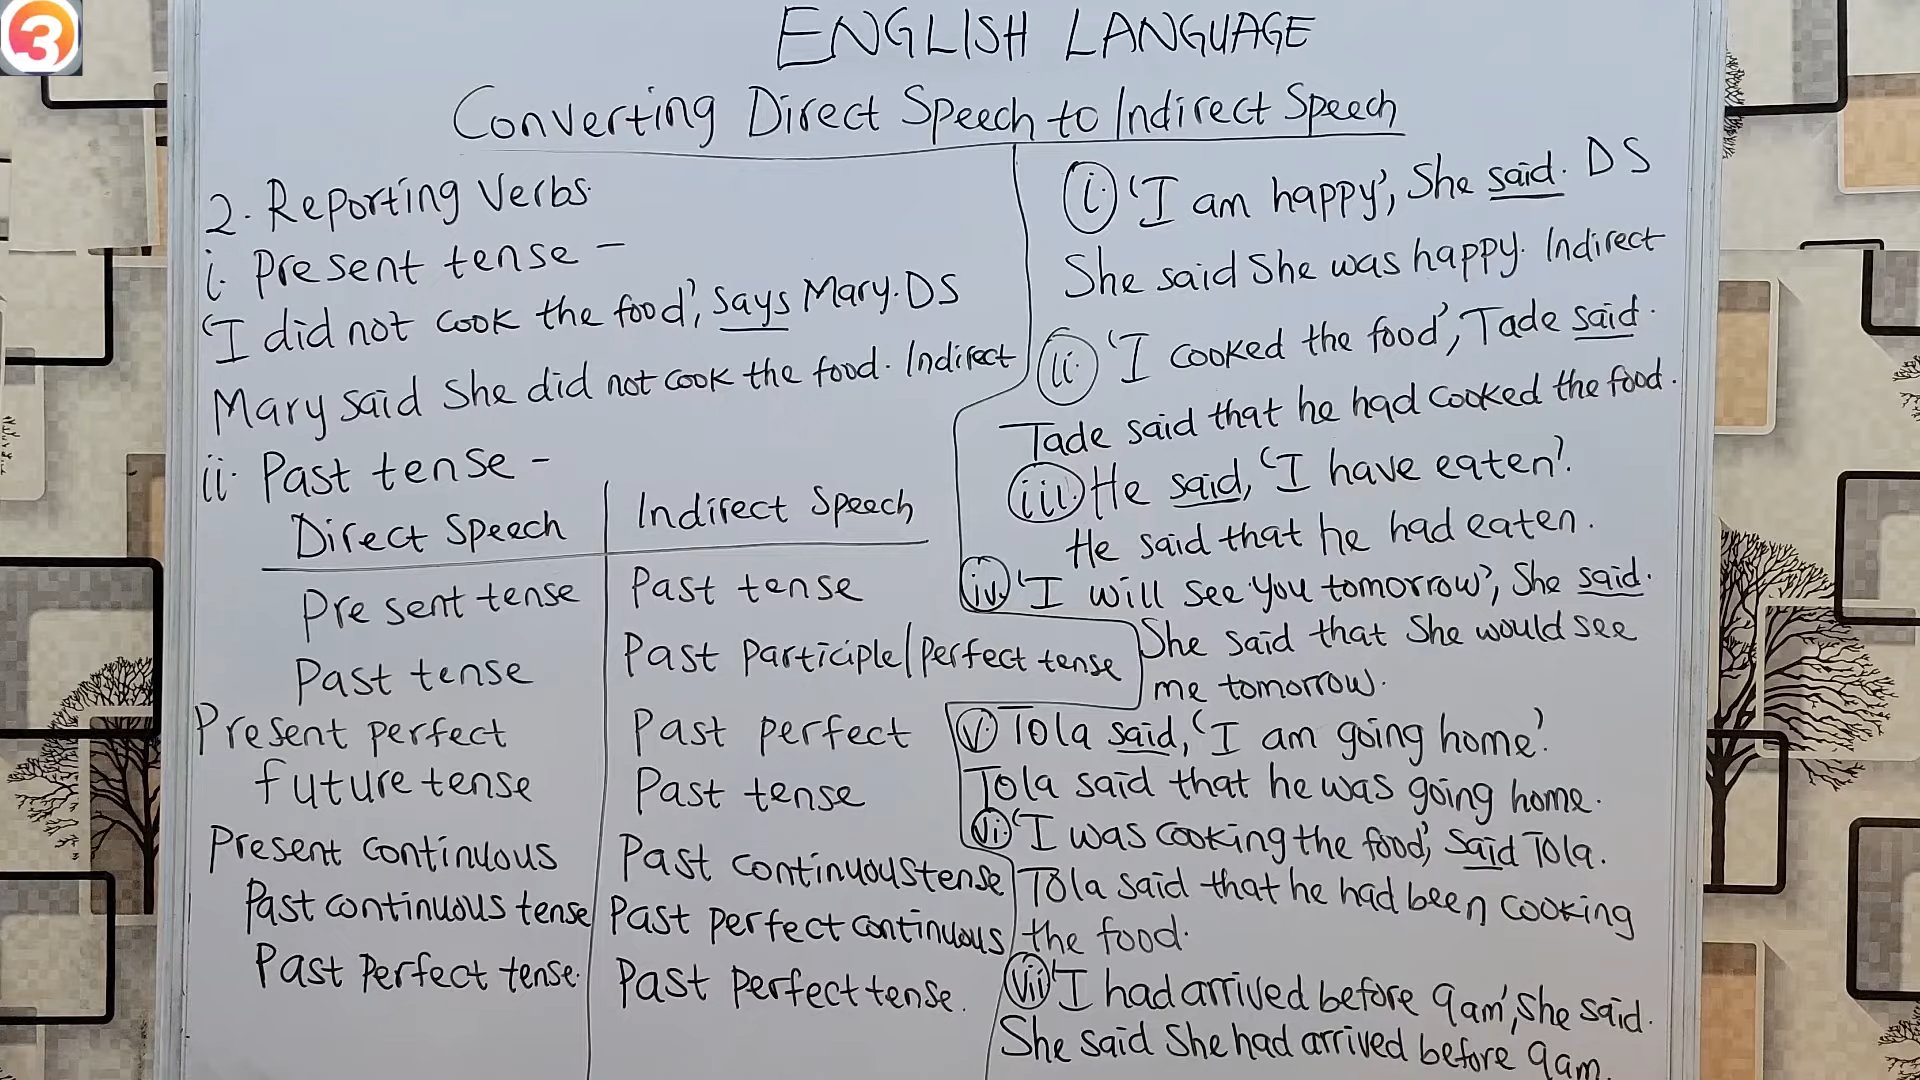 3
ENGLISH LANGUAGE
Converting Direct Speech to Indirect Speech
2. Reporting Verbs.
i. Present tense –
'I did not cook the food', says Mary. DS
Mary said she did not cook the food. Indirect
ii. Past tense –
Direct Speech | Indirect Speech
Present tense | Past tense
Past tense | Past participle/perfect tense
Present perfect | Past perfect
future tense | Past tense
Present continuous | Past continuous tense
Past continuous tense | Past perfect continuous
Past perfect tense. | Past perfect tense.
i. 'I am happy', She said. DS
She said she was happy. Indirect
ii. 'I cooked the food', Tade said.
Tade said that he had cooked the food.
iii. He said, 'I have eaten'.
He said that he had eaten.
iv. 'I will see you tomorrow', She said.
She said that she would see
me tomorrow.
v. Tola said, 'I am going home'.
Tola said that he was going home.
vi. 'I was cooking the food', said Tola.
Tola said that he had been cooking
the food.
vii 'I had arrived before 9am', she said.
She said she had arrived before 9am.